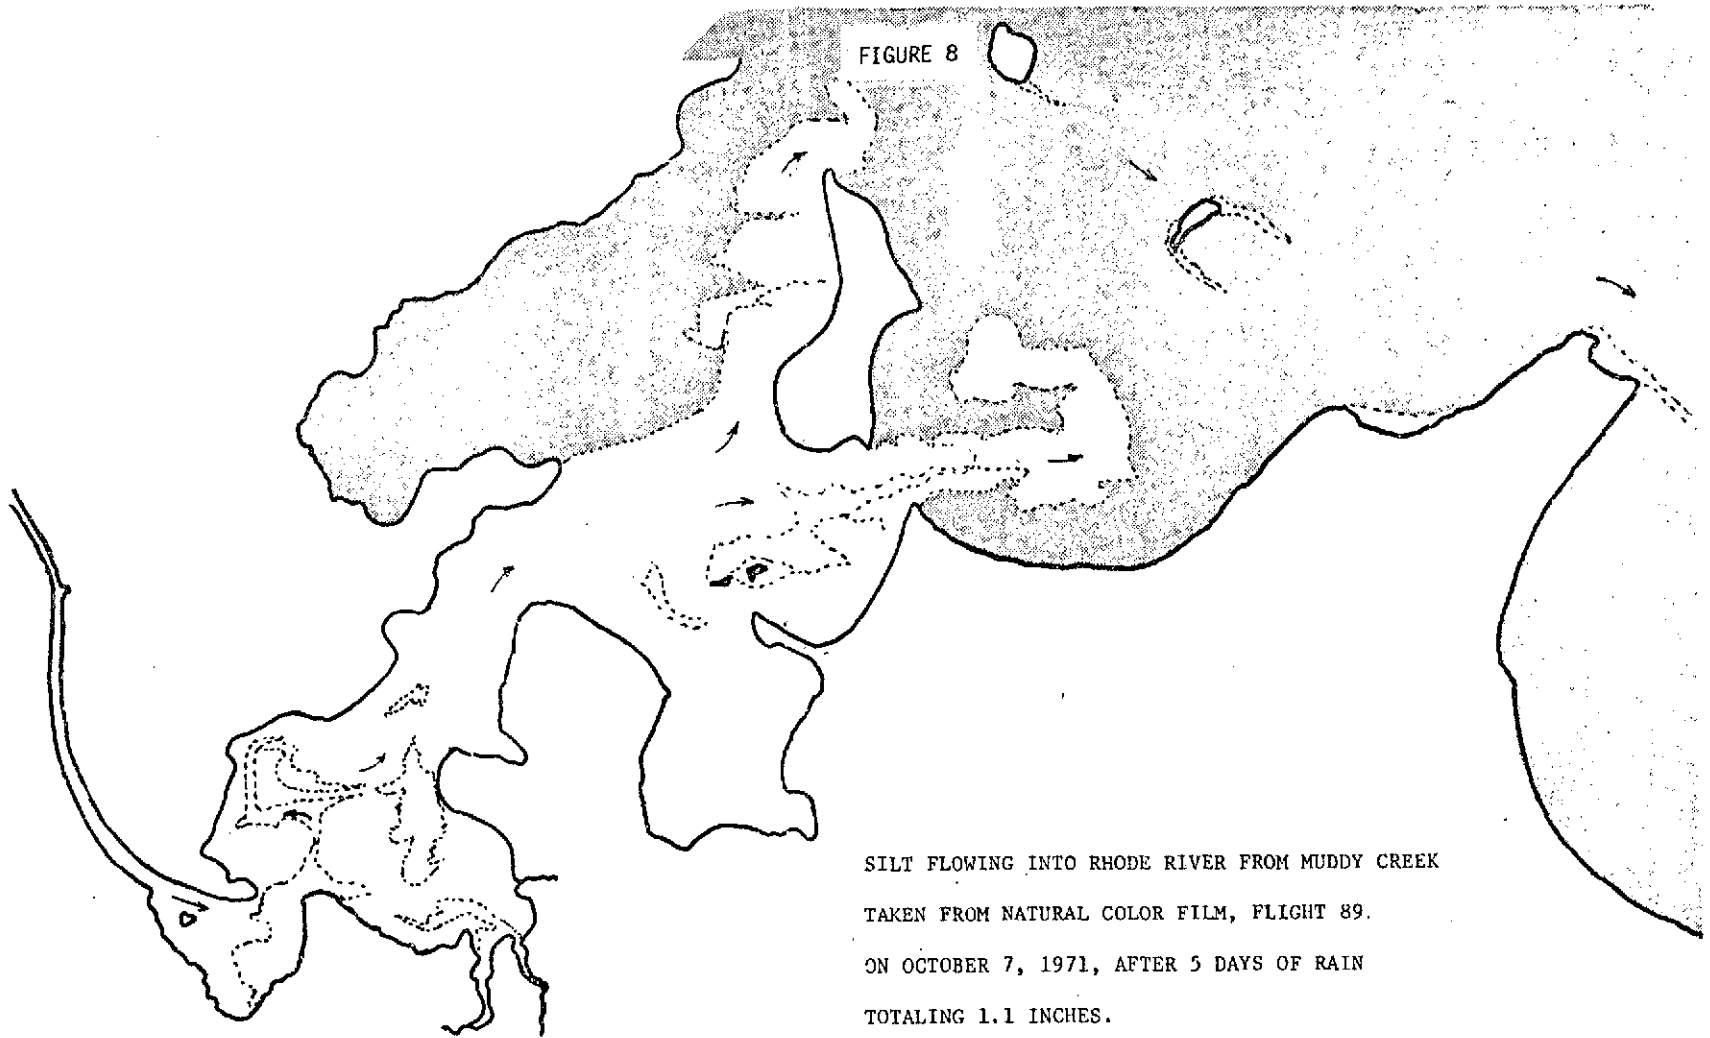 FIGURE 8
SILT FLOWING INTO RHODE RIVER FROM MUDDY CREEK
TAKEN FROM NATURAL COLOR FILM, FLIGHT 89.
ON OCTOBER 7, 1971, AFTER 5 DAYS OF RAIN
TOTALING 1.1 INCHES.